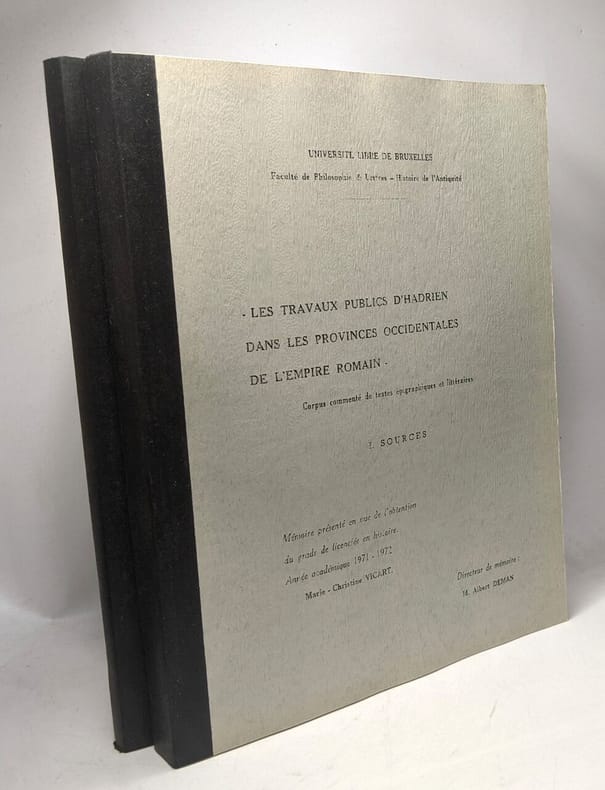 UNIVERSITE LIBRE DE BRUXELLES
Faculté de Philosophie & Lettres - Histoire de l'Antiquité
- LES TRAVAUX PUBLICS D'HADRIEN
DANS LES PROVINCES OCCIDENTALES
DE L'EMPIRE ROMAIN -
Corpus commenté de textes épigraphiques et littéraires
I. SOURCES
Mémoire présenté en vue de l'obtention
du grade de licenciée en histoire.
Année académique 1971 - 1972
Marie - Christine VICART.
Directeur de mémoire :
M. Albert DEMAN